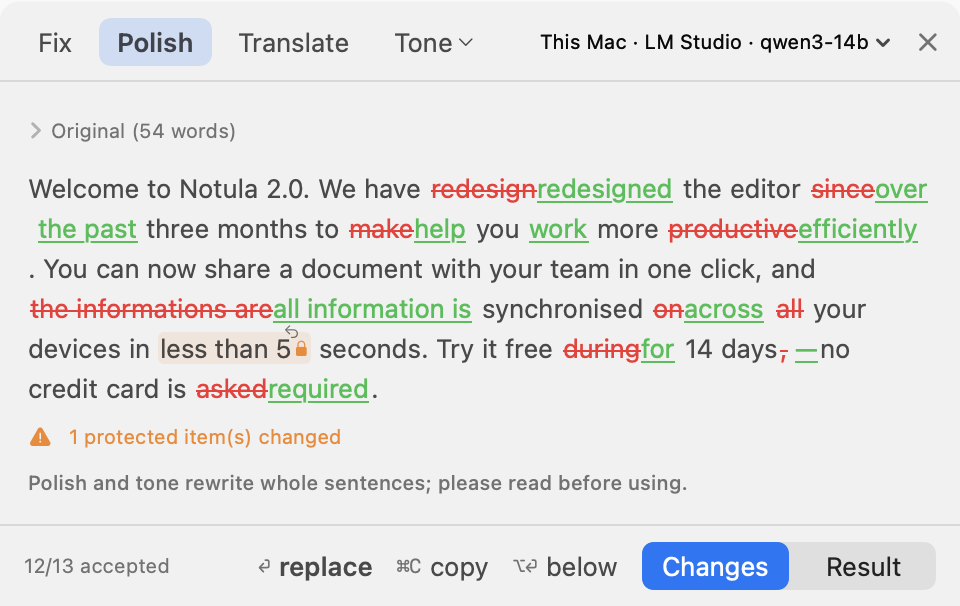 Fix Polish Translate Tone This Mac · LM Studio · qwen3-14b
Original (54 words)
Welcome to Notula 2.0. We have redesignredesigned the editor sinceover
the past three months to makehelp you work more productiveefficiently
. You can now share a document with your team in one click, and
the informations areall information is synchronised onacross all your
devices in less than 5 seconds. Try it free duringfor 14 days, —no
credit card is askedrequired.
1 protected item(s) changed
Polish and tone rewrite whole sentences; please read before using.
12/13 accepted ⏎ replace ⌘C copy ⌥⏎ below Changes Result